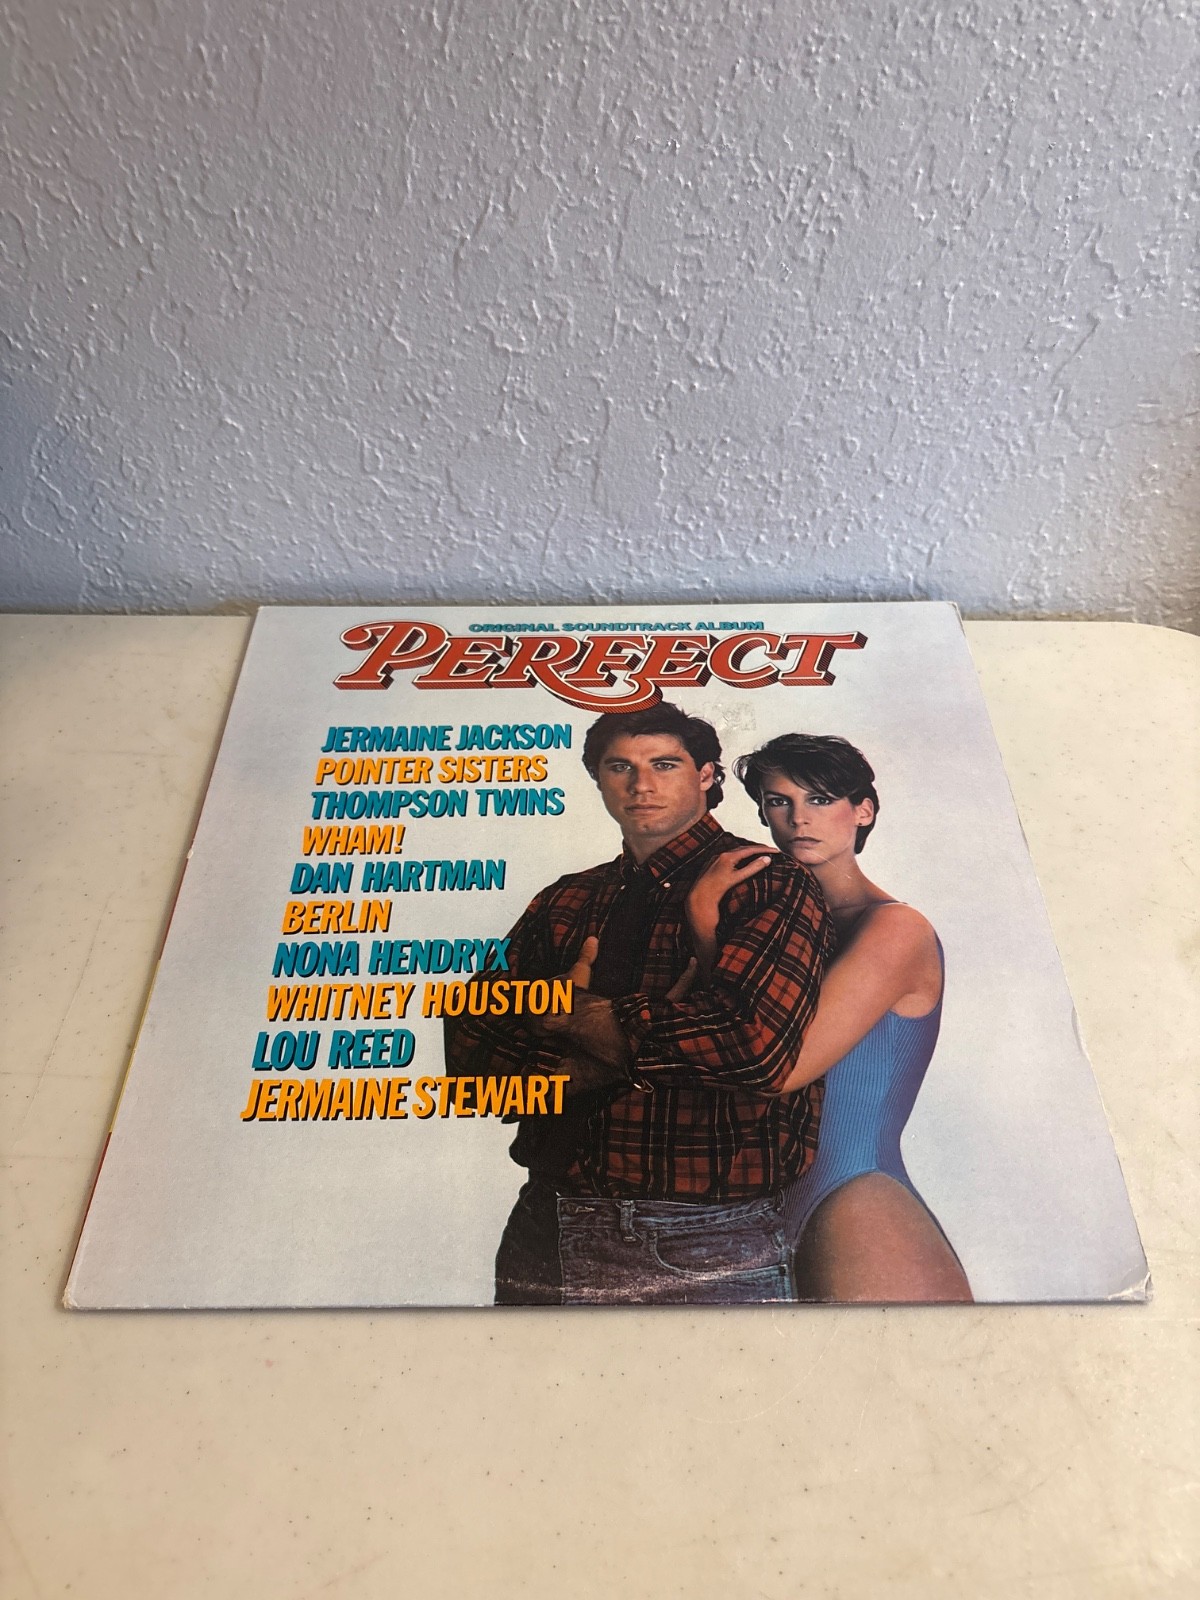 ORIGINAL SOUNDTRACK ALBUM
PERFECT
JERMAINE JACKSON
POINTER SISTERS
THOMPSON TWINS
WHAM!
DAN HARTMAN
BERLIN
NONA HENDRYX
WHITNEY HOUSTON
LOU REED
JERMAINE STEWART